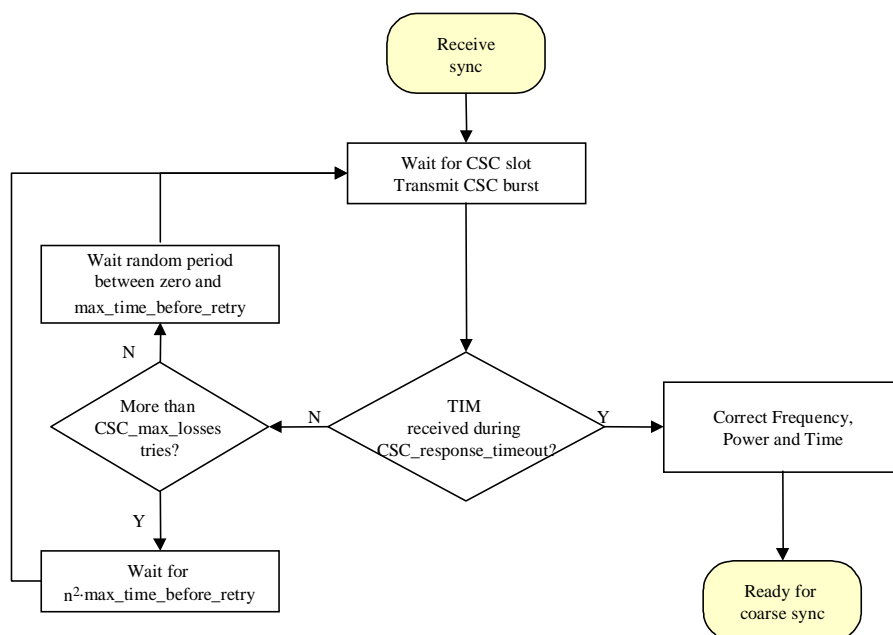 Receive
sync
Wait for CSC slot
Transmit CSC burst
Wait random period
between zero and
max_time_before_retry
N
More than
CSC_max_losses
tries?
N
TIM
received during
CSC_response_timeout?
Y
Correct Frequency,
Power and Time
Y
Wait for
n²·max_time_before_retry
Ready for
coarse sync